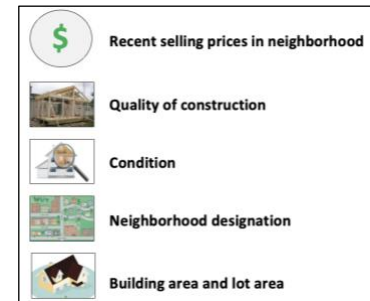 $
Recent selling prices in neighborhood
Quality of construction
Condition
Neighborhood designation
Building area and lot area